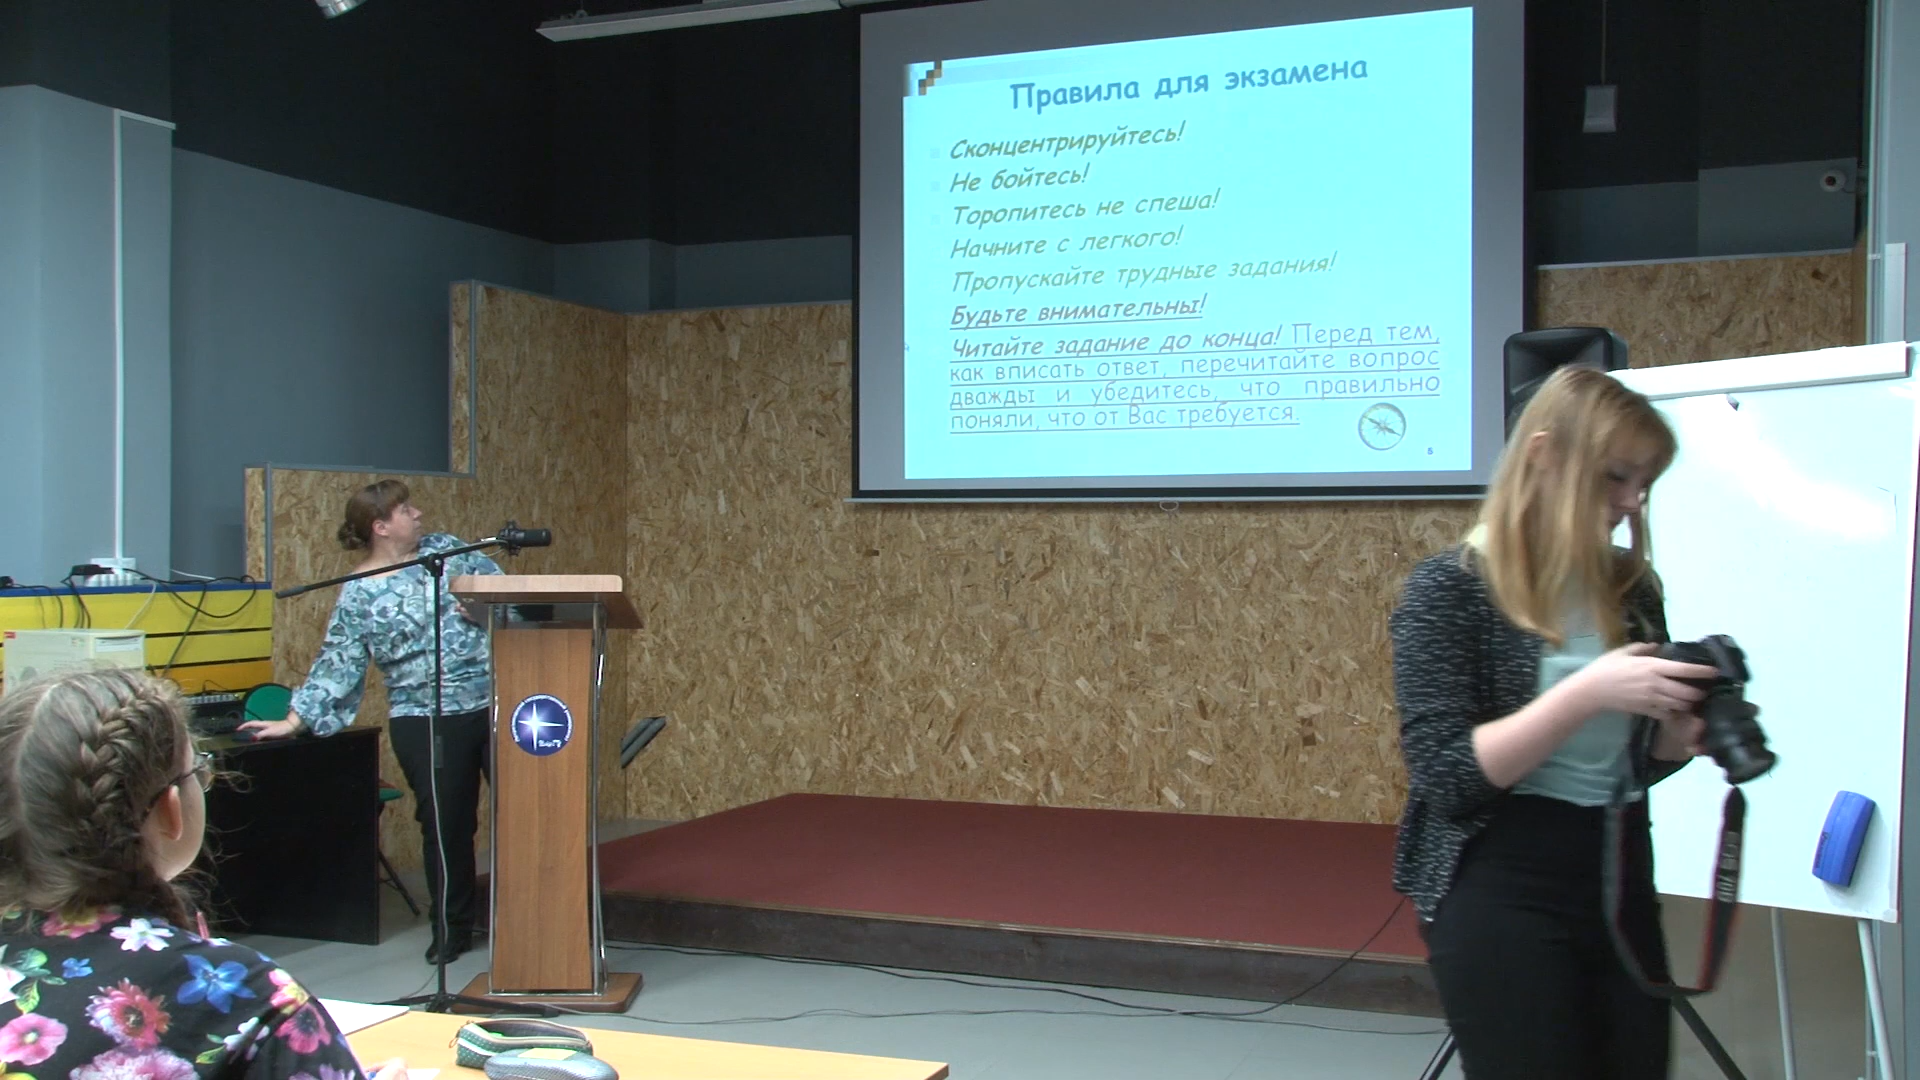 Правила для экзамена
Сконцентрируйтесь!
Не бойтесь!
Торопитесь не спеша!
Начните с легкого!
Пропускайте трудные задания!
Будьте внимательны!
Читайте задание до конца! Перед тем,
как вписать ответ, перечитайте вопрос
дважды и убедитесь, что правильно
поняли, что от Вас требуется.
5